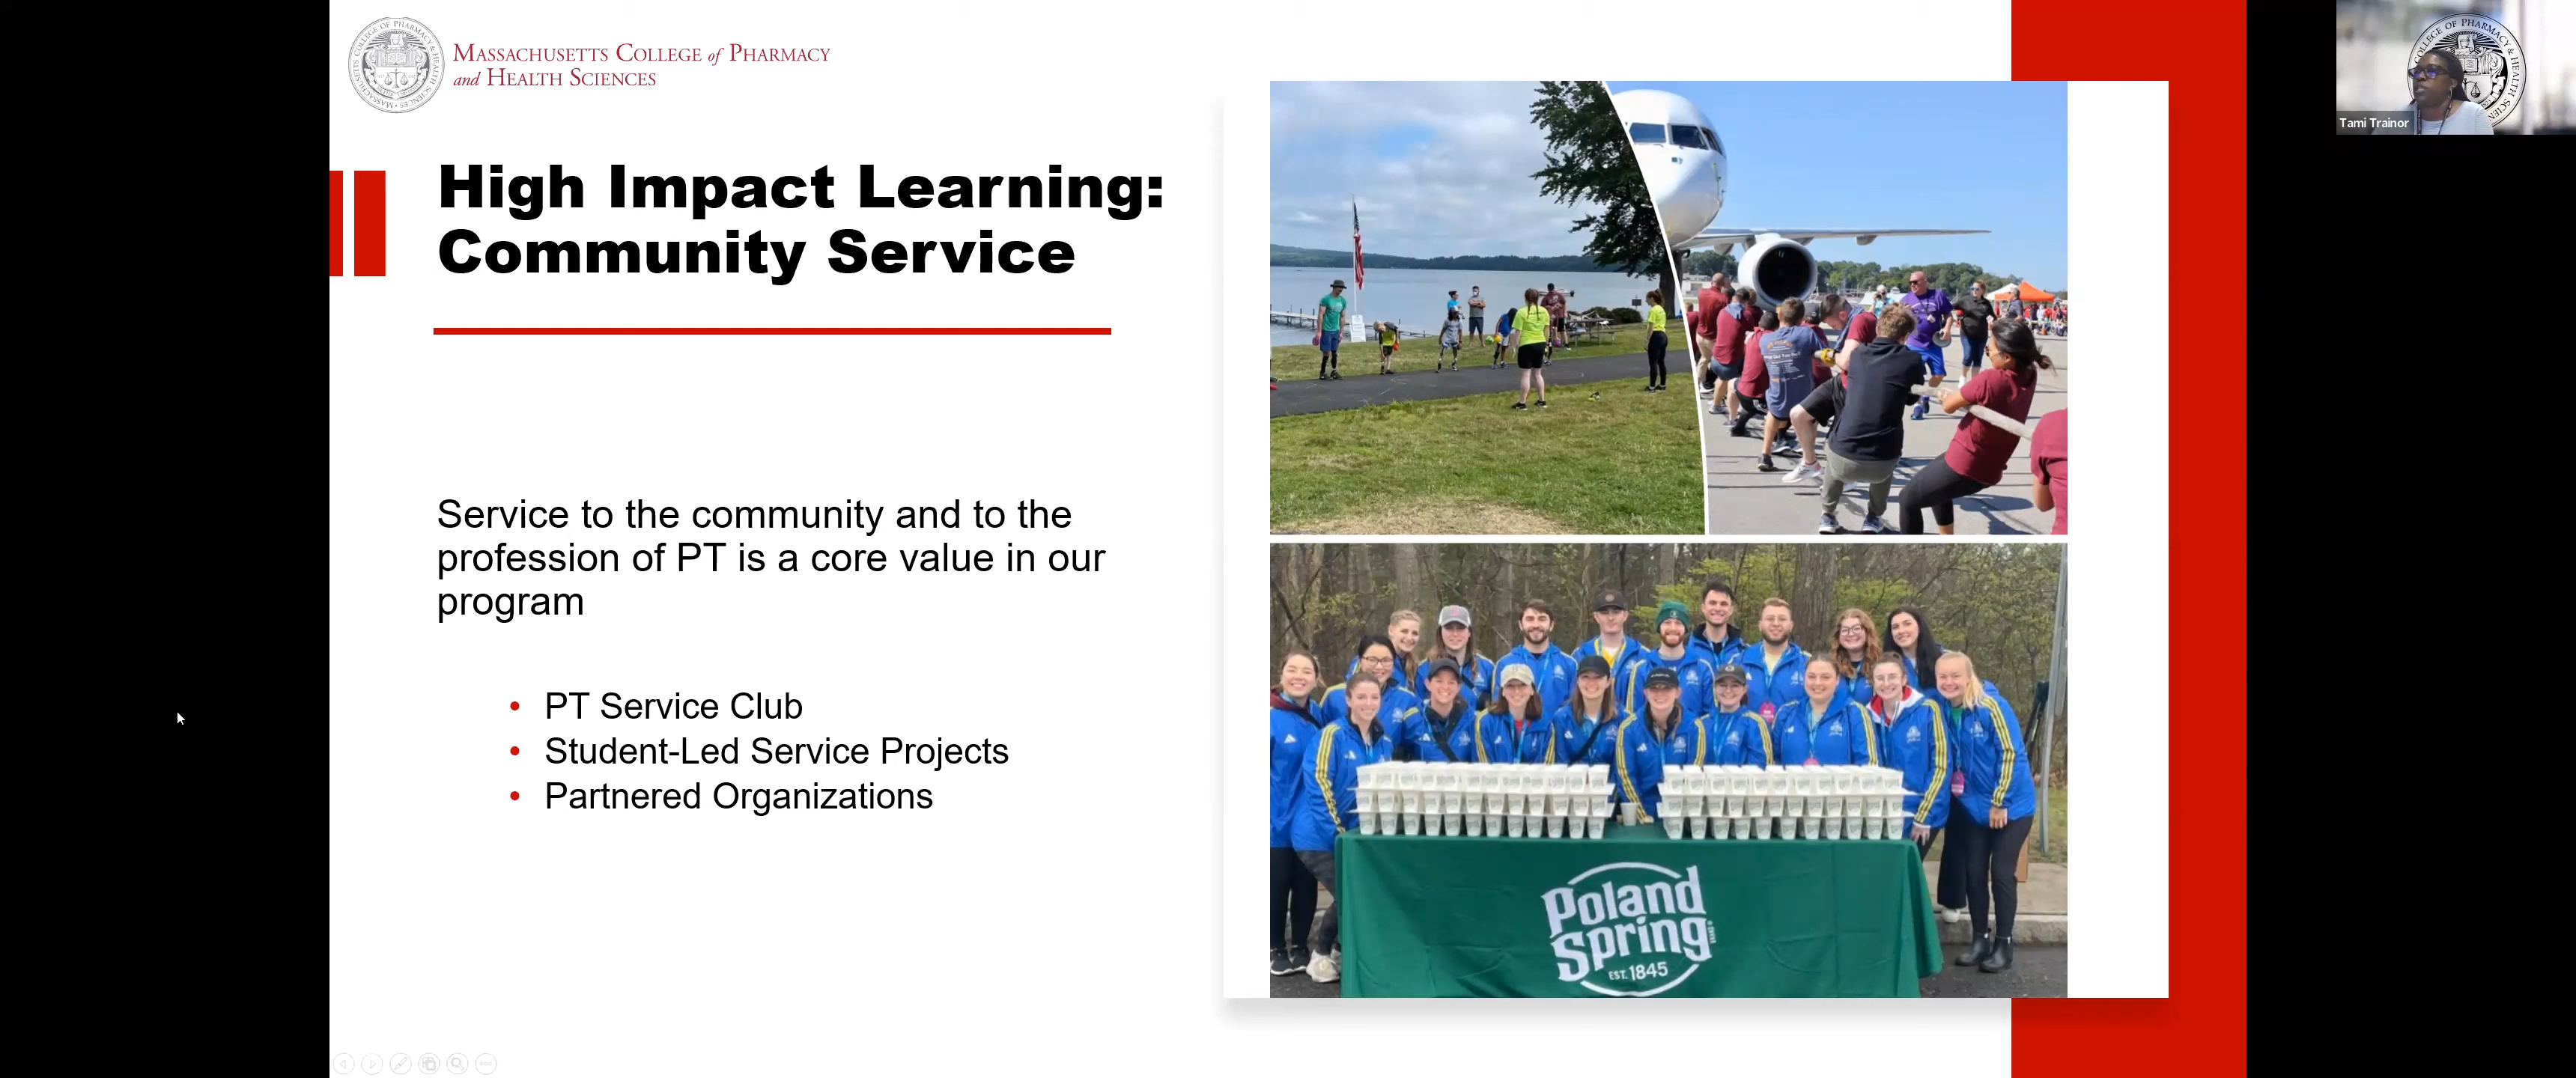 MASSACHUSETTS COLLEGE of PHARMACY
and HEALTH SCIENCES
High Impact Learning:
Community Service
Service to the community and to the
profession of PT is a core value in our
program
• PT Service Club
• Student-Led Service Projects
• Partnered Organizations
Poland
Spring
EST. 1845
Tami Trainor